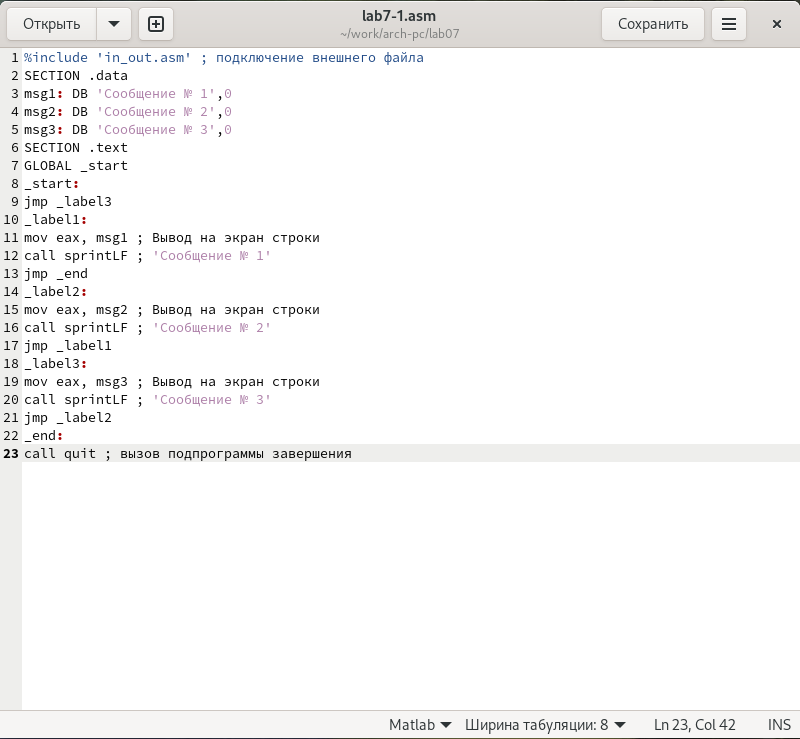 Открыть
lab7-1.asm
~/work/arch-pc/lab07
Сохранить
1 %include 'in_out.asm' ; подключение внешнего файла
2 SECTION .data
3 msg1: DB 'Сообщение № 1',0
4 msg2: DB 'Сообщение № 2',0
5 msg3: DB 'Сообщение № 3',0
6 SECTION .text
7 GLOBAL _start
8 _start:
9 jmp _label3
10 _label1:
11 mov eax, msg1 ; Вывод на экран строки
12 call sprintLF ; 'Сообщение № 1'
13 jmp _end
14 _label2:
15 mov eax, msg2 ; Вывод на экран строки
16 call sprintLF ; 'Сообщение № 2'
17 jmp _label1
18 _label3:
19 mov eax, msg3 ; Вывод на экран строки
20 call sprintLF ; 'Сообщение № 3'
21 jmp _label2
22 _end:
23 call quit ; вызов подпрограммы завершения
Matlab Ширина табуляции: 8 Ln 23, Col 42 INS